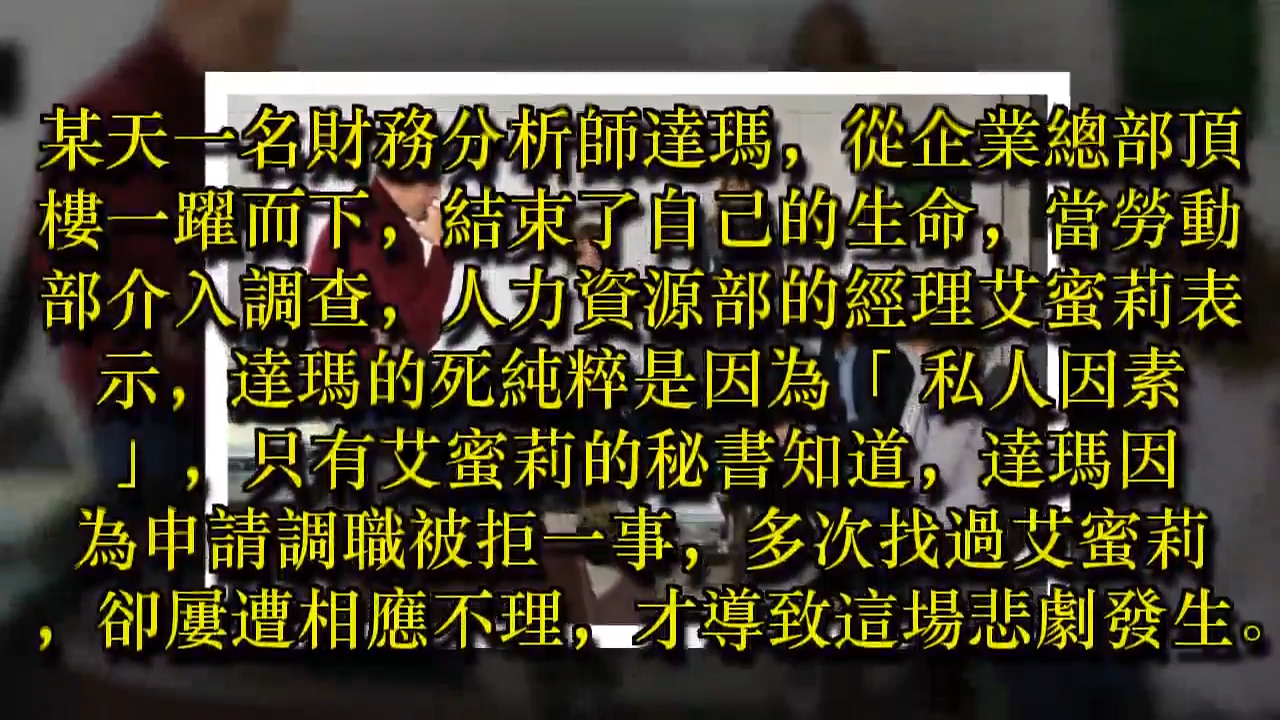 某天一名財務分析師達瑪，從企業總部頂
樓一躍而下，結束了自己的生命，當勞動
部介入調查，人力資源部的經理艾蜜莉表
示，達瑪的死純粹是因為「 私人因素
」，只有艾蜜莉的秘書知道，達瑪因
為申請調職被拒一事，多次找過艾蜜莉
，卻屢遭相應不理，才導致這場悲劇發生。